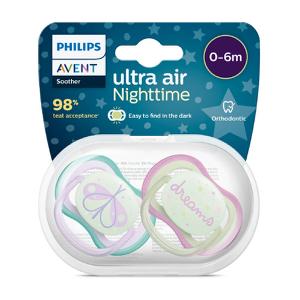 PHILIPS
AVENT
Soother
ultra air
Nighttime
0-6m
98%
teat acceptance*
Easy to find in the dark
Orthodontic
dreams